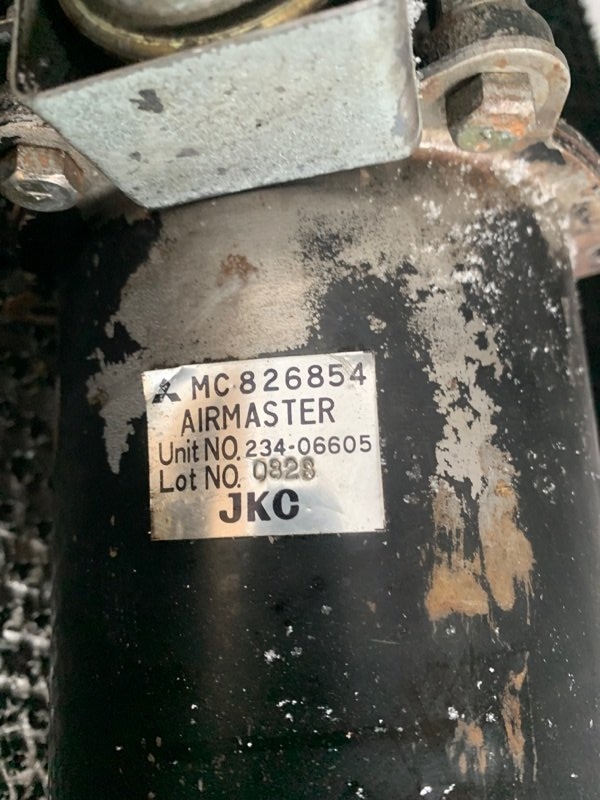 MC 826854
AIRMASTER
Unit NO. 234-06605
Lot NO. 0828
JKC